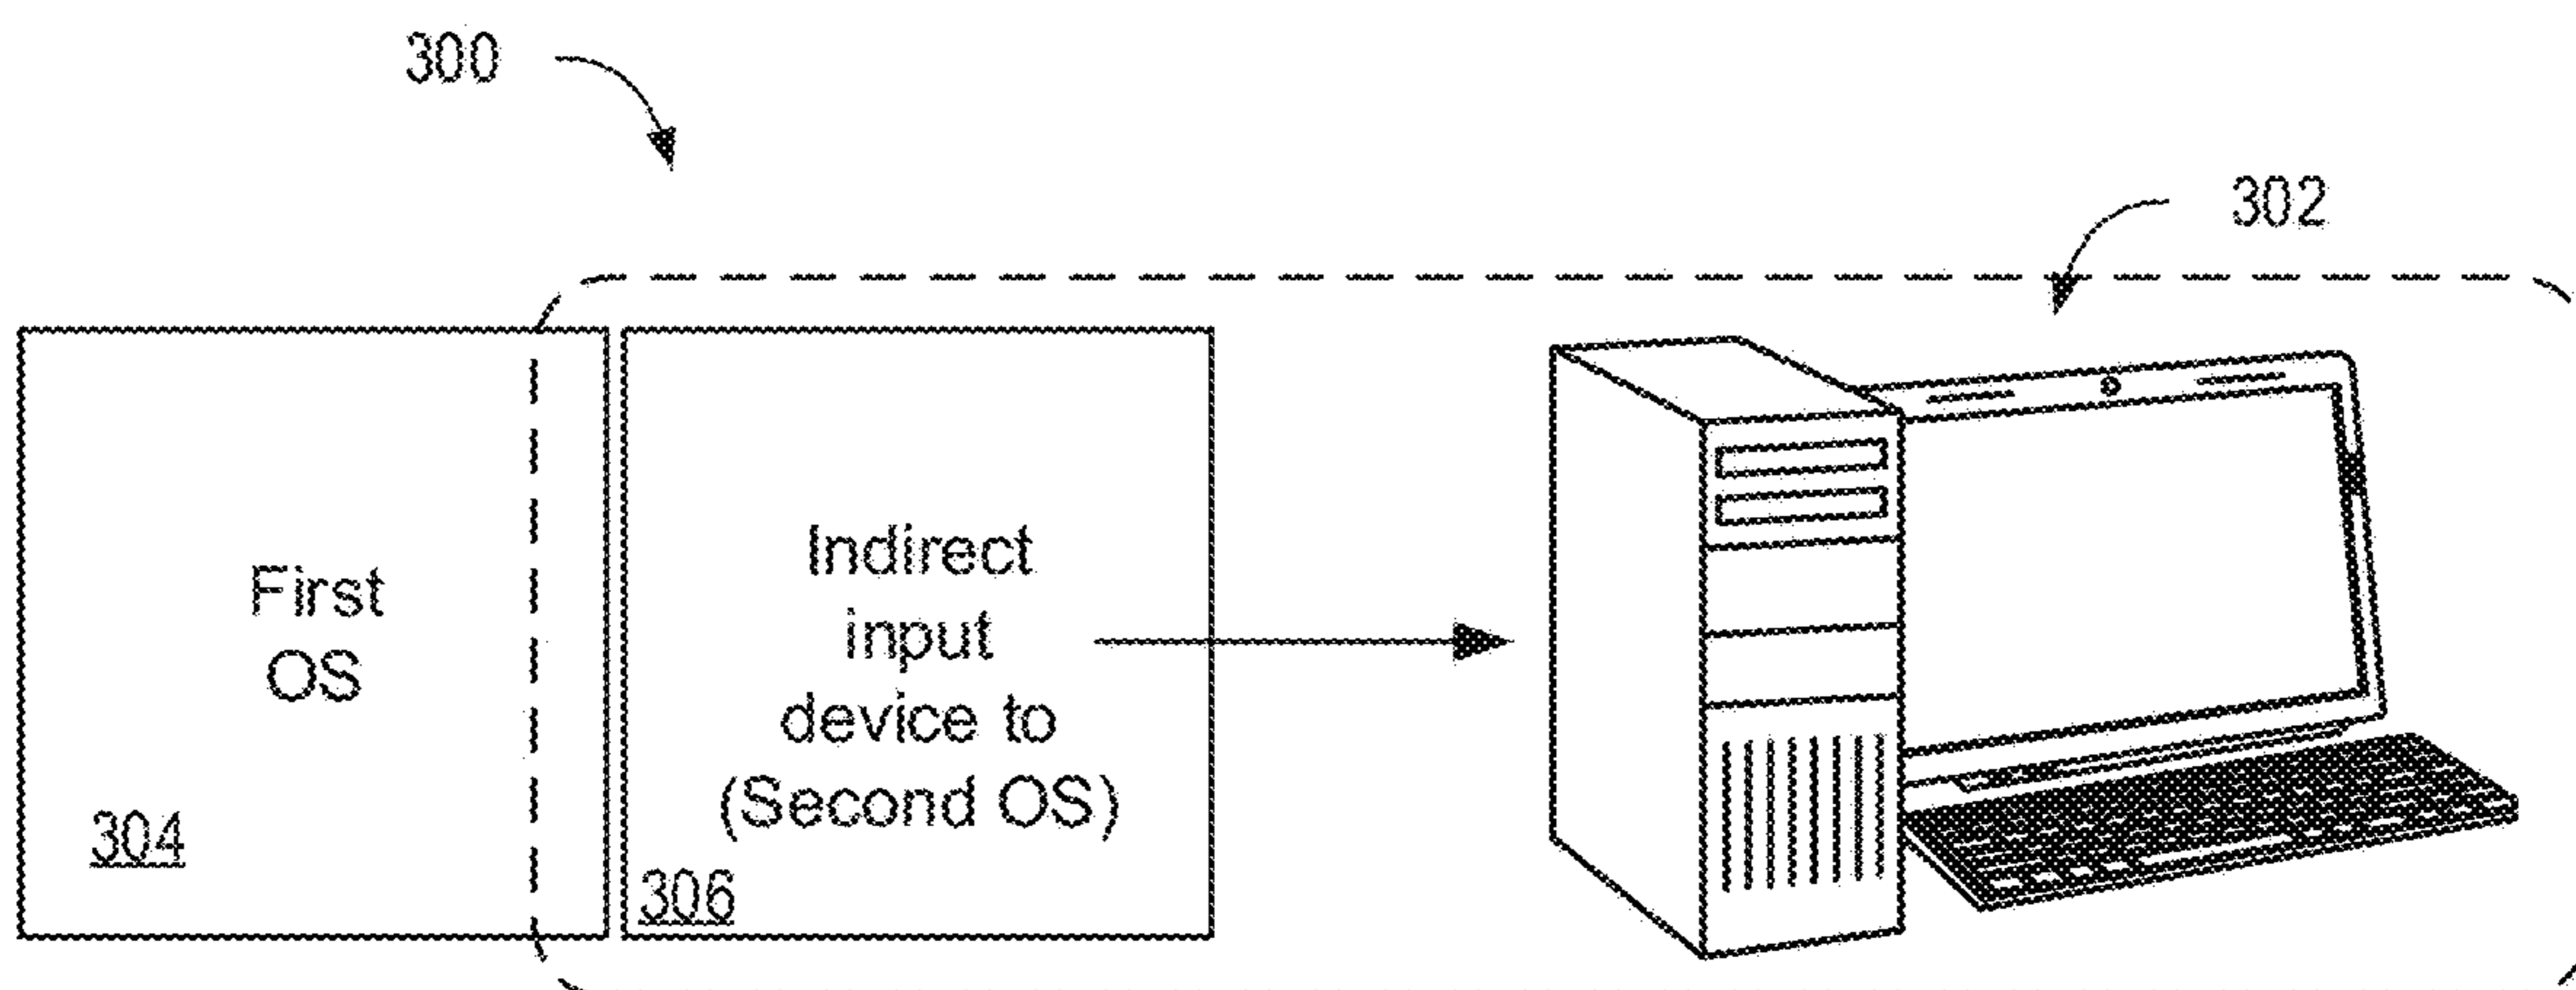 300
302
First
OS
304
Indirect
input
device to
(Second OS)
306